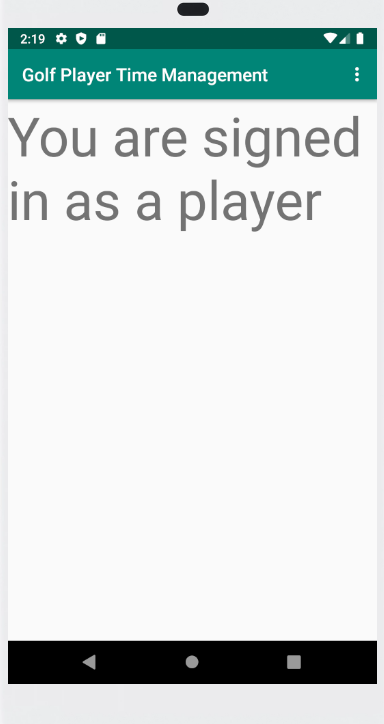 2:19
Golf Player Time Management
You are signed
in as a player